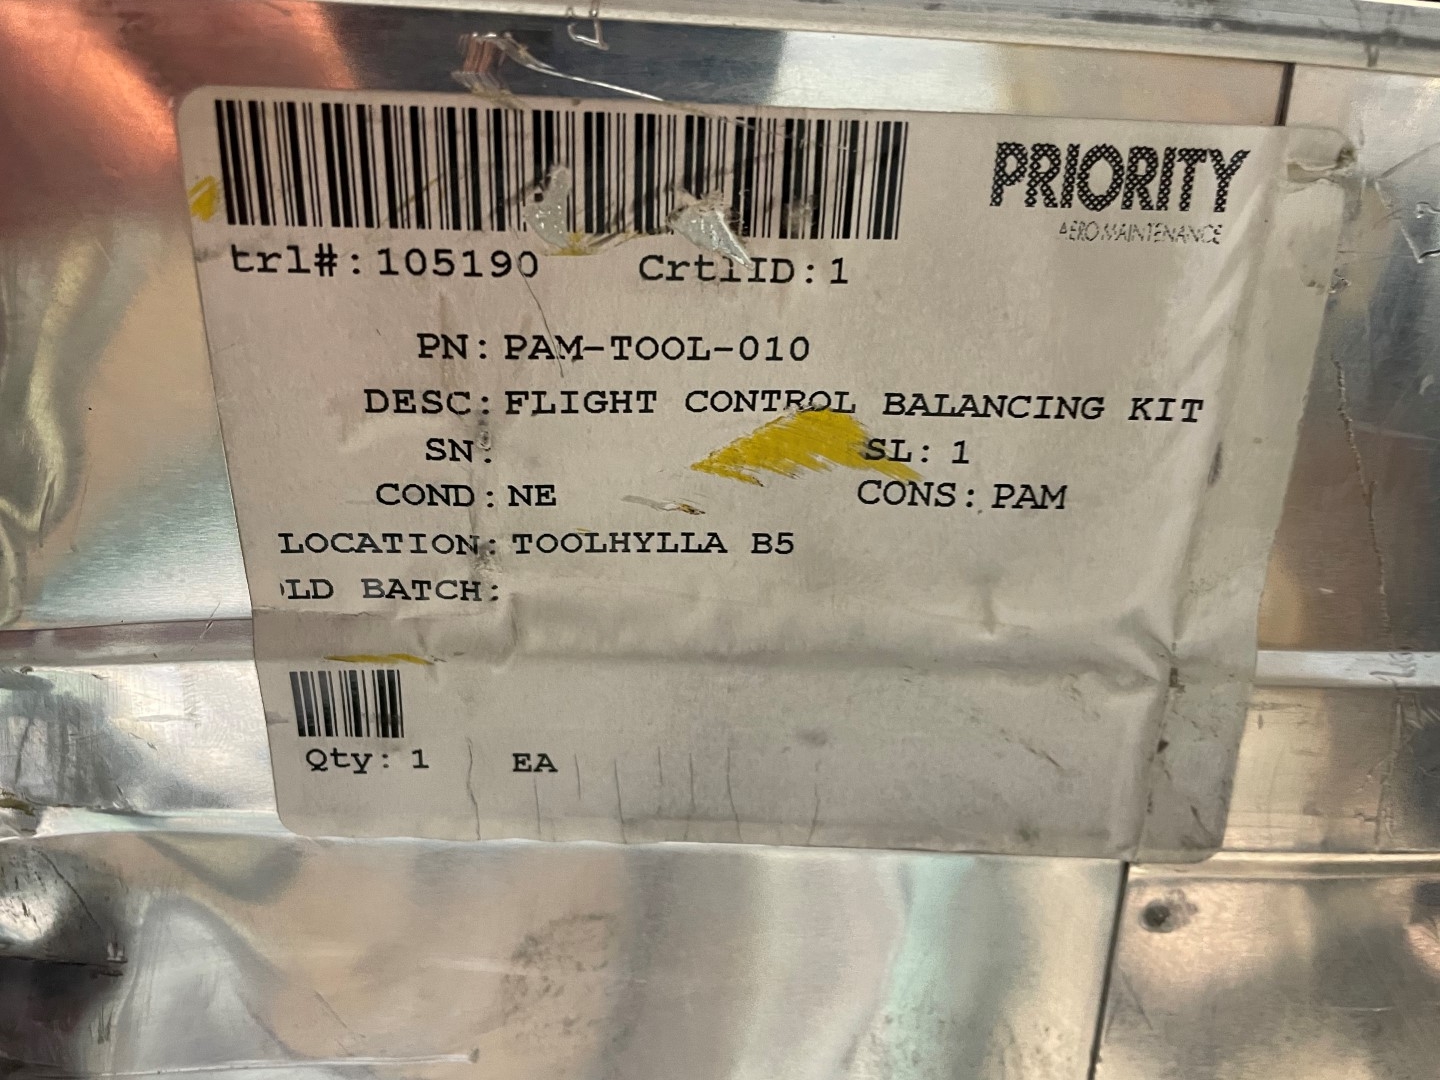 PRIORITY
AERO MAINTENANCE
trl#: 105190 CrtlID: 1
PN: PAM-TOOL-010
DESC: FLIGHT CONTROL BALANCING KIT
SN: SL: 1
COND: NE CONS: PAM
LOCATION: TOOLHYLLA B5
LD BATCH:
Qty: 1 EA